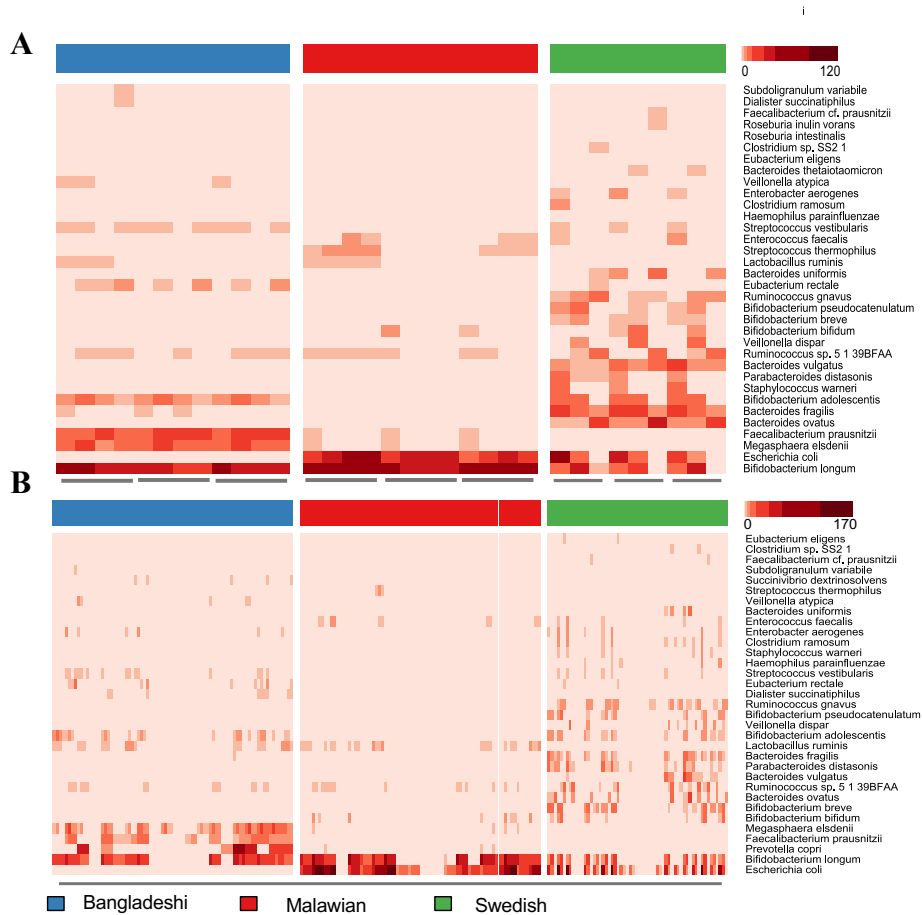 i
A
0 120
Subdoligranulum variabile
Dialister succinatiphilus
Faecalibacterium cf. prausnitzii
Roseburia inulin vorans
Roseburia intestinalis
Clostridium sp. SS2 1
Eubacterium eligens
Bacteroides thetaiotaomicron
Veillonella atypica
Enterobacter aerogenes
Clostridium ramosum
Haemophilus parainfluenzae
Streptococcus vestibularis
Enterococcus faecalis
Streptococcus thermophilus
Lactobacillus ruminis
Bacteroides uniformis
Eubacterium rectale
Ruminococcus gnavus
Bifidobacterium pseudocatenulatum
Bifidobacterium breve
Bifidobacterium bifidum
Veillonella dispar
Ruminococcus sp. 5 1 39BFAA
Bacteroides vulgatus
Parabacteroides distasonis
Staphylococcus warneri
Bifidobacterium adolescentis
Bacteroides fragilis
Bacteroides ovatus
Faecalibacterium prausnitzii
Megasphaera elsdenii
Escherichia coli
Bifidobacterium longum
B
0 170
Eubacterium eligens
Clostridium sp. SS2 1
Faecalibacterium cf. prausnitzii
Subdoligranulum variabile
Succinivibrio dextrinosolvens
Streptococcus thermophilus
Veillonella atypica
Bacteroides uniformis
Enterococcus faecalis
Enterobacter aerogenes
Clostridium ramosum
Staphylococcus warneri
Haemophilus parainfluenzae
Streptococcus vestibularis
Eubacterium rectale
Dialister succinatiphilus
Ruminococcus gnavus
Bifidobacterium pseudocatenulatum
Veillonella dispar
Bifidobacterium adolescentis
Lactobacillus ruminis
Bacteroides fragilis
Parabacteroides distasonis
Bacteroides vulgatus
Ruminococcus sp. 5 1 39BFAA
Bacteroides ovatus
Bifidobacterium breve
Bifidobacterium bifidum
Megasphaera elsdenii
Faecalibacterium prausnitzii
Prevotella copri
Bifidobacterium longum
Escherichia coli
Bangladeshi Malawian Swedish